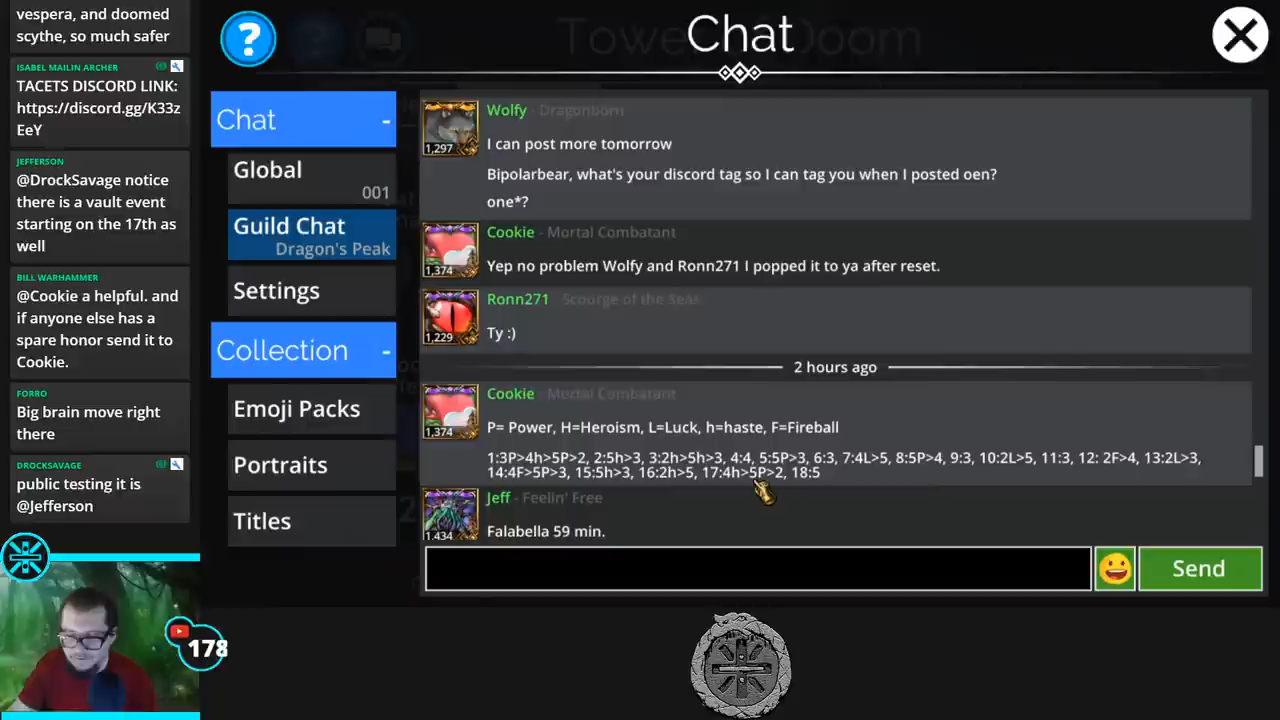 vespera, and doomed
scythe, so much safer
ISABEL MAILIN ARCHER
TACETS DISCORD LINK:
https://discord.gg/K33z
EeY
JEFFERSON
@DrockSavage notice
there is a vault event
starting on the 17th as
well
BILL WARHAMMER
@Cookie a helpful. and
if anyone else has a
spare honor send it to
Cookie.
FORRO
Big brain move right
there
DROCKSAVAGE
public testing it is
@Jefferson
178
Tower of Doom
Chat
Chat -
Global
001
Guild Chat
Dragon's Peak
Settings
Collection -
Emoji Packs
Portraits
Titles
Wolfy - Dragonborn
1,297
I can post more tomorrow
Bipolarbear, what's your discord tag so I can tag you when I posted oen?
one*?
Cookie - Mortal Combatant
1,374
Yep no problem Wolfy and Ronn271 I popped it to ya after reset.
Ronn271 - Scourge of the Seas
1,229
Ty :)
2 hours ago
Cookie - Mortal Combatant
1,374
P= Power, H=Heroism, L=Luck, h=haste, F=Fireball
1:3P>4h>5P>2, 2:5h>3, 3:2h>5h>3, 4:4, 5:5P>3, 6:3, 7:4L>5, 8:5P>4, 9:3, 10:2L>5, 11:3, 12: 2F>4, 13:2L>3,
14:4F>5P>3, 15:5h>3, 16:2h>5, 17:4h>5P>2, 18:5
Jeff - Feelin' Free
1,434
Falabella 59 min.
Send